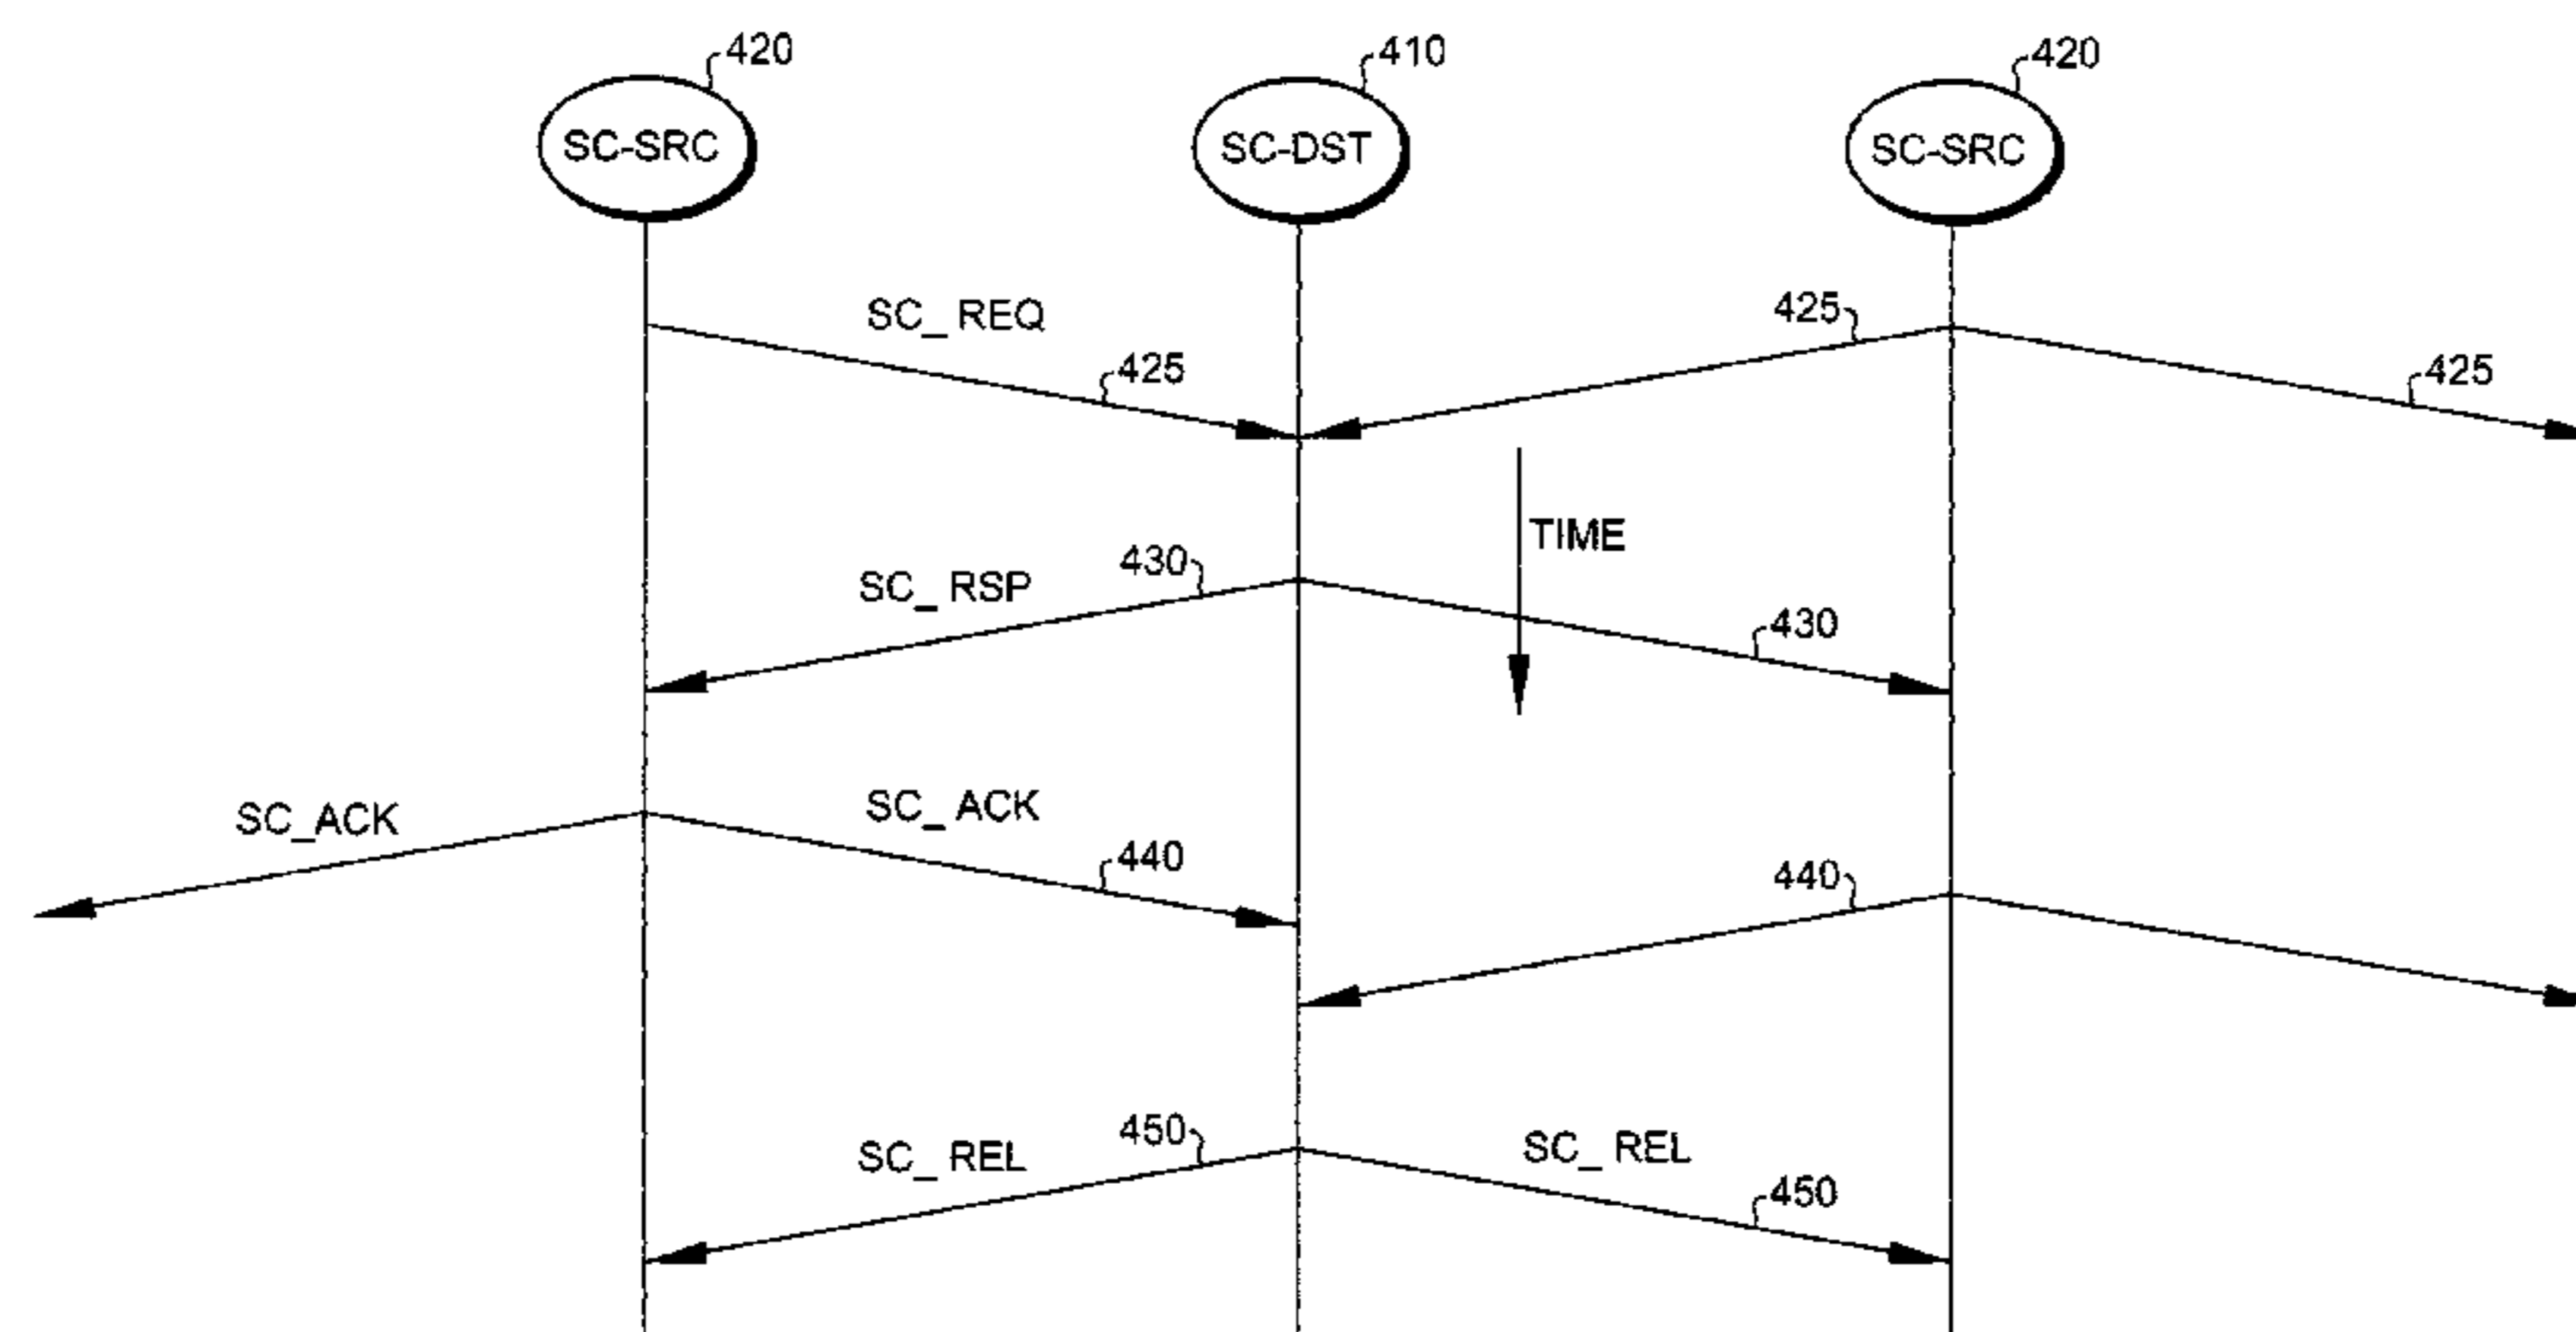 420
410
420
SC-SRC
SC-DST
SC-SRC
SC_ REQ
425
425
425
TIME
SC_ RSP
430
430
SC_ACK
SC_ ACK
440
440
SC_ REL
450
SC_ REL
450